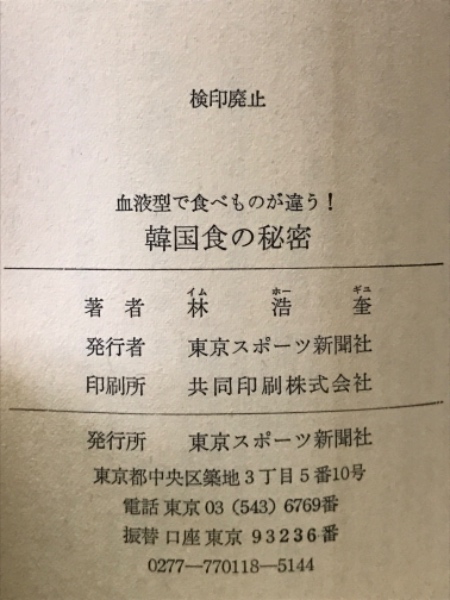 検印廃止
血液型で食べものが違う！
韓国食の秘密
イム ホー ギユ
著者 林浩奎
発行者 東京スポーツ新聞社
印刷所 共同印刷株式会社
発行所 東京スポーツ新聞社
東京都中央区築地3丁目5番10号
電話 東京 03 (543) 6769番
振替 口座 東京 93236番
0277―770118―5144